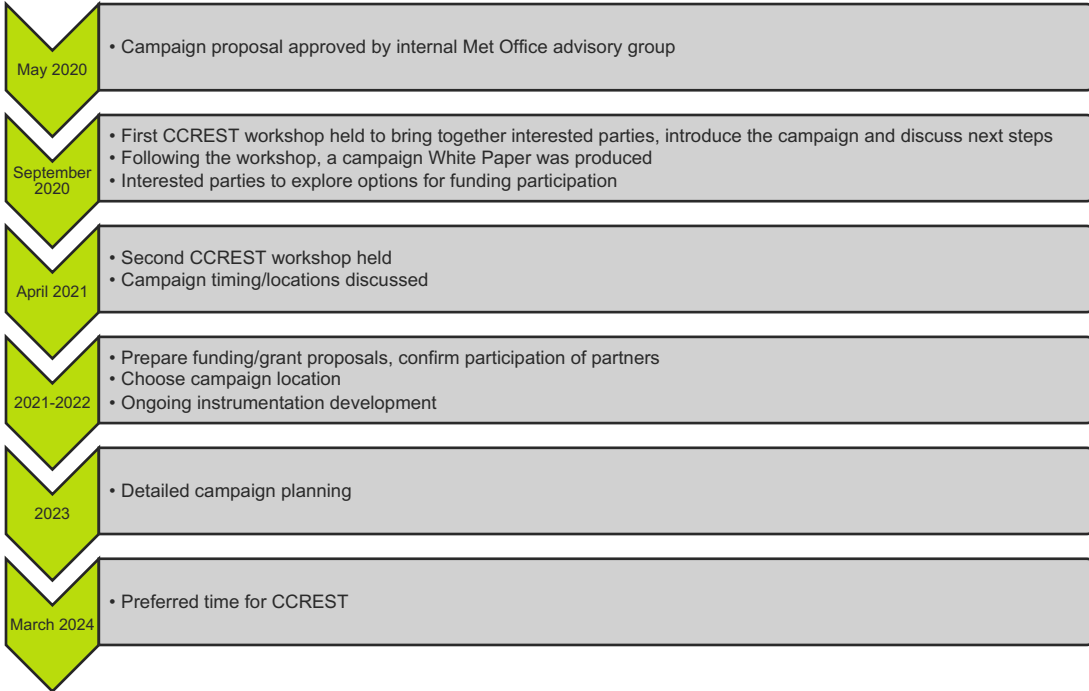 May 2020
• Campaign proposal approved by internal Met Office advisory group
September
2020
• First CCREST workshop held to bring together interested parties, introduce the campaign and discuss next steps
• Following the workshop, a campaign White Paper was produced
• Interested parties to explore options for funding participation
April 2021
• Second CCREST workshop held
• Campaign timing/locations discussed
2021-2022
• Prepare funding/grant proposals, confirm participation of partners
• Choose campaign location
• Ongoing instrumentation development
2023
• Detailed campaign planning
March 2024
• Preferred time for CCREST